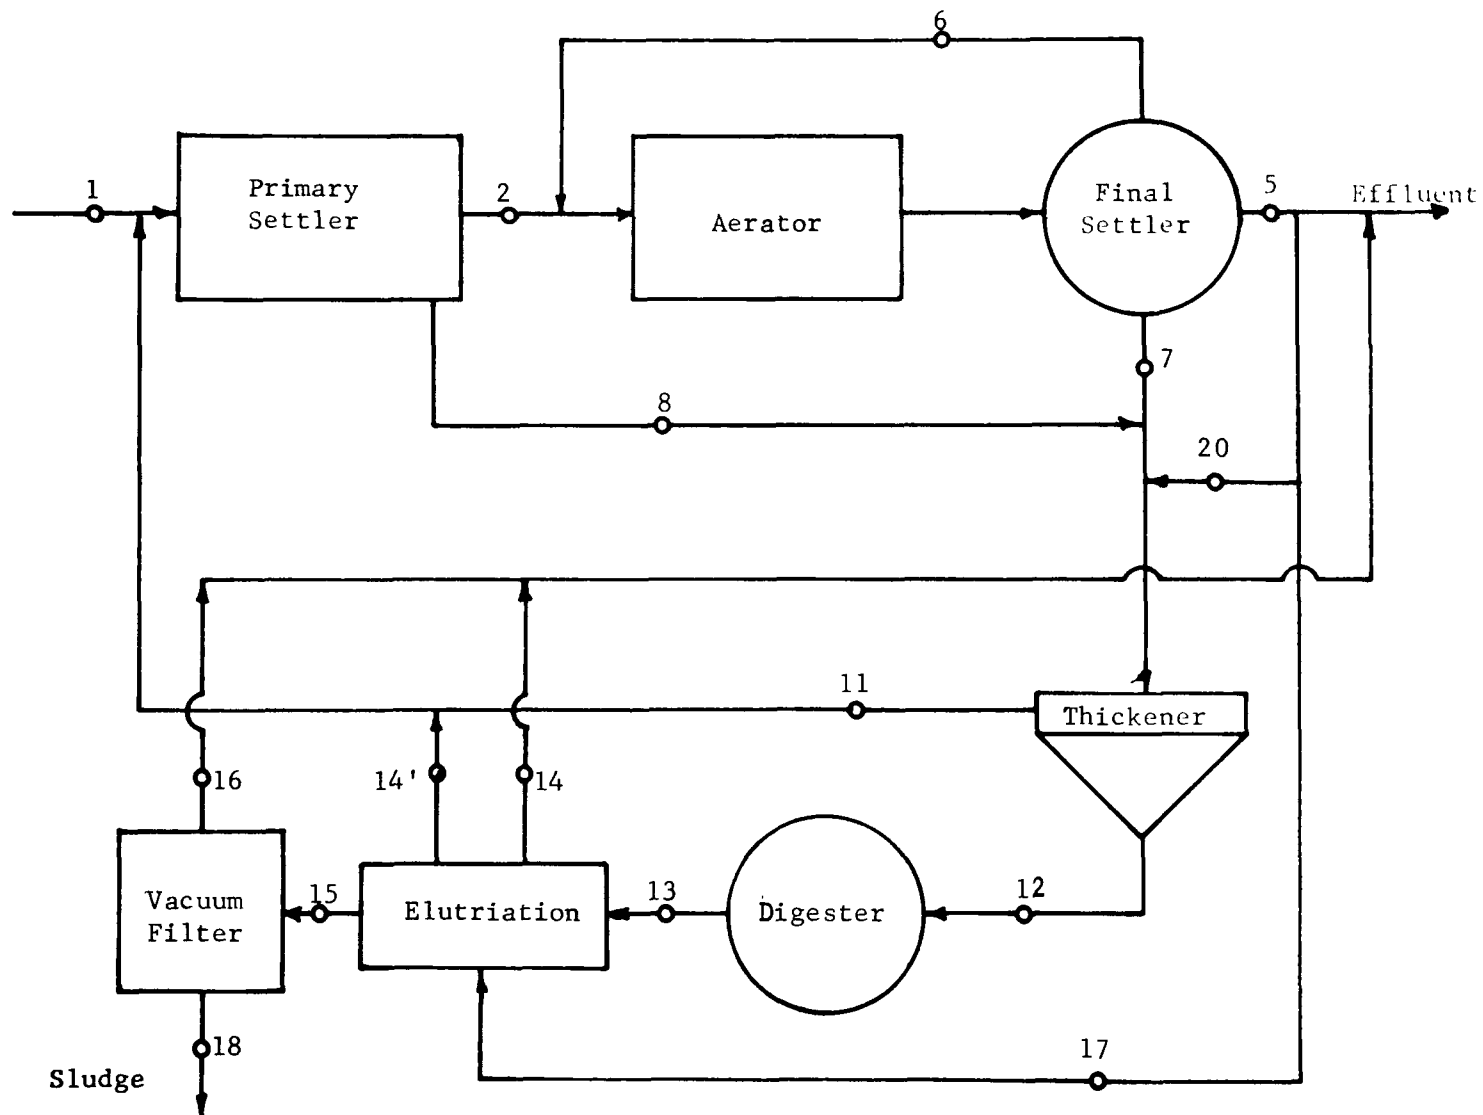 6
1
Primary
Settler
2
Aerator
Final
Settler
5
Effluent
7
8
20
11
Thickener
14'
14
16
Vacuum
Filter
15
Elutriation
13
Digester
12
17
18
Sludge